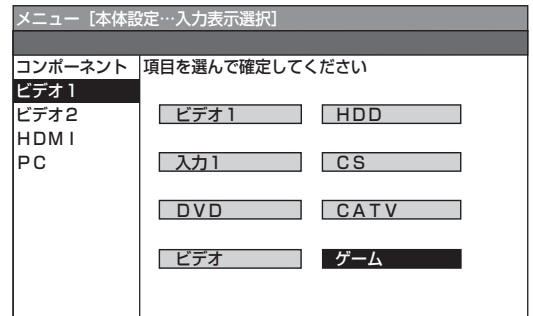 メニュー［本体設定…入力表示選択］
コンポーネント
ビデオ１
ビデオ２
ＨＤＭＩ
ＰＣ
項目を選んで確定してください
ビデオ１ ＨＤＤ
入力１ ＣＳ
ＤＶＤ ＣＡＴＶ
ビデオ ゲーム